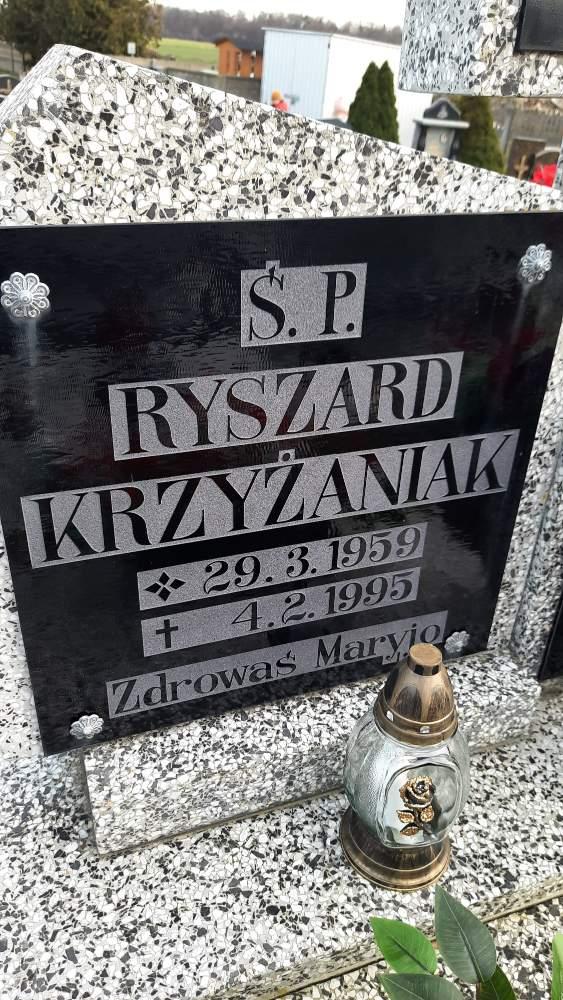 Ś. P.
RYSZARD
KRZYŻANIAK
29. 3. 1959
4. 2. 1995
Zdrowaś Maryjo